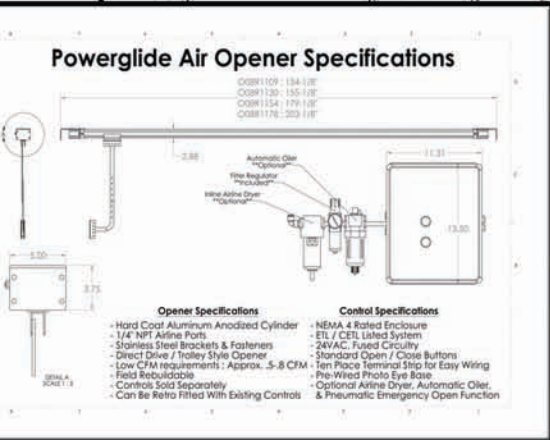 Powerglide Air Opener Specifications
OGBR1109 : 134-1/8"
OGBR1130 : 155-1/8"
OGBR1154 : 179-1/8"
OGBR1178 : 203-1/8"
2.88
Automatic Oiler
**Optional**
Filter Regulator
**Included**
Inline Airline Dryer
**Optional**
11.31
13.50
5.00
3.75
DETAIL A
Opener Specifications
- Hard Coat Aluminum Anodized Cylinder
- 1/4" NPT Airline Ports
- Stainless Steel Brackets & Fasteners
- Direct Drive / Trolley Style Opener
- Low CFM requirements : Approx. .5-.8 CFM
- Field Rebuildable
- Controls Sold Separately
- Can Be Retro Fitted With Existing Controls
Control Specifications
- NEMA 4 Rated Enclosure
- ETL / CETL Listed System
- 24VAC, Fused Circuitry
- Standard Open / Close Buttons
- Ten Place Terminal Strip for Easy Wiring
- Pre-Wired Photo Eye Base
- Optional Airline Dryer, Automatic Oiler,
& Pneumatic Emergency Open Function